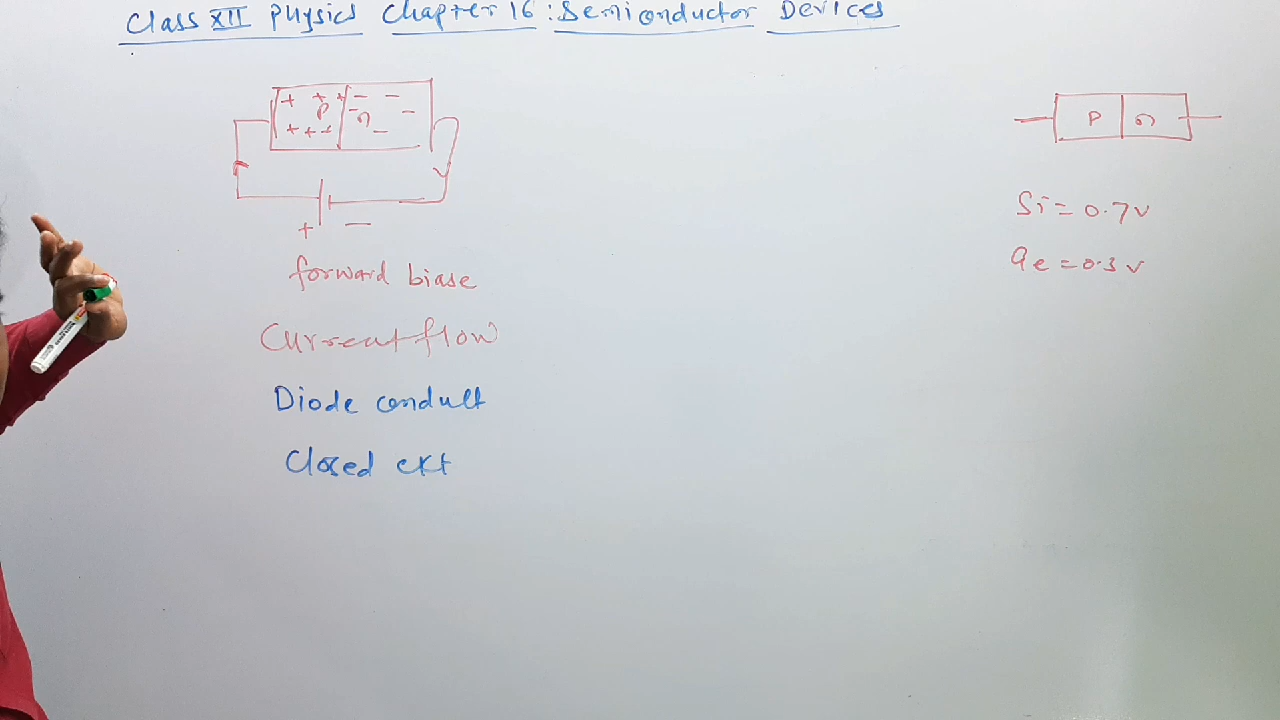 Class XII Physics Chapter 16: Semiconductor Devices
+ + + - -
P - n -
+ + + -
+ -
forward biase
Current flow
Diode conduct
Closed ckt
P n
Si = 0.7v
Ge = 0.3v